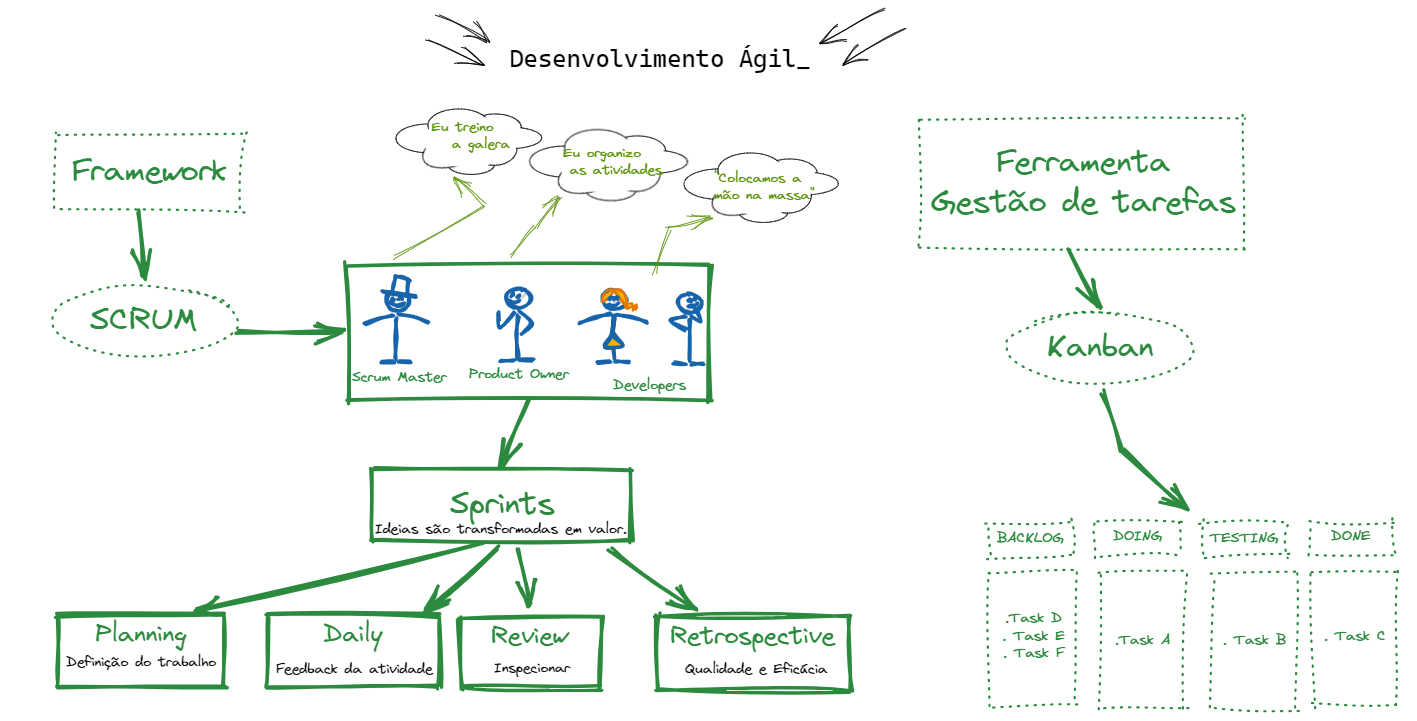 Desenvolvimento Ágil_
Framework
SCRUM
Eu treino
a galera
Eu organizo
as atividades
"Colocamos a
mão na massa"
Scrum Master
Product Owner
Developers
Sprints
Ideias são transformadas em valor.
Planning
Definição do trabalho
Daily
Feedback da atividade
Review
Inspecionar
Retrospective
Qualidade e Eficácia
Ferramenta
Gestão de tarefas
Kanban
BACKLOG
.Task D
. Task E
. Task F
DOING
.Task A
TESTING
. Task B
DONE
. Task C